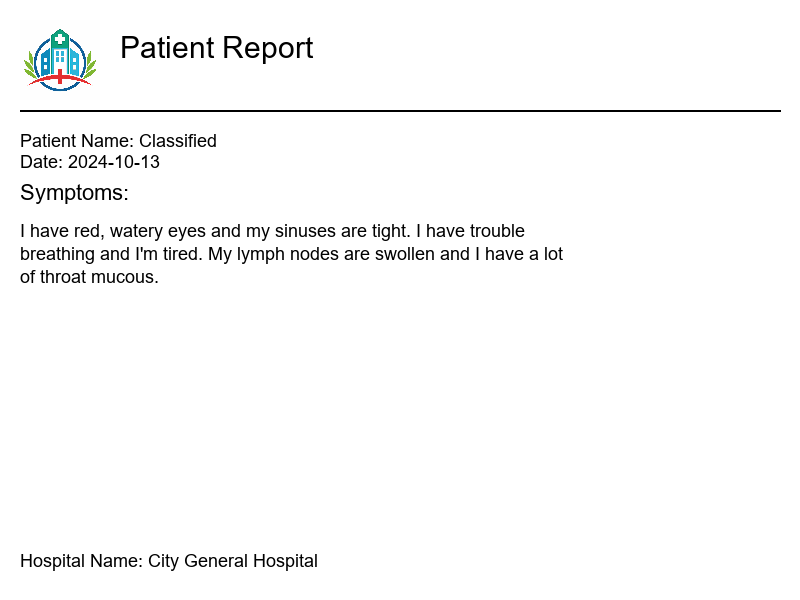 Patient Report
Patient Name: Classified
Date: 2024-10-13
Symptoms:
I have red, watery eyes and my sinuses are tight. I have trouble
breathing and I'm tired. My lymph nodes are swollen and I have a lot
of throat mucous.
Hospital Name: City General Hospital